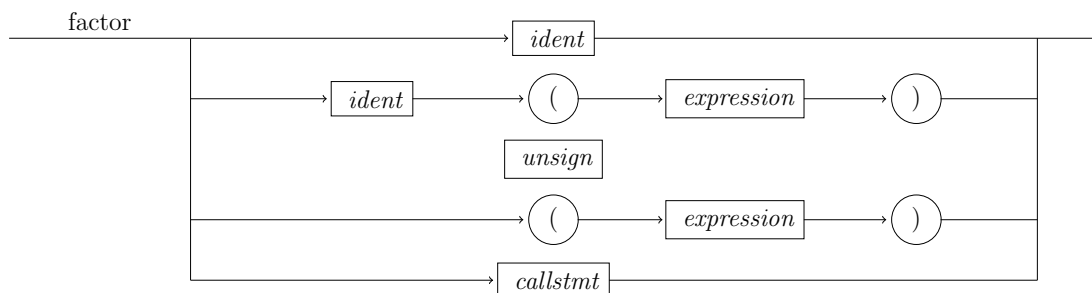 factor
ident
ident ( expression )
unsign
( expression )
callstmt